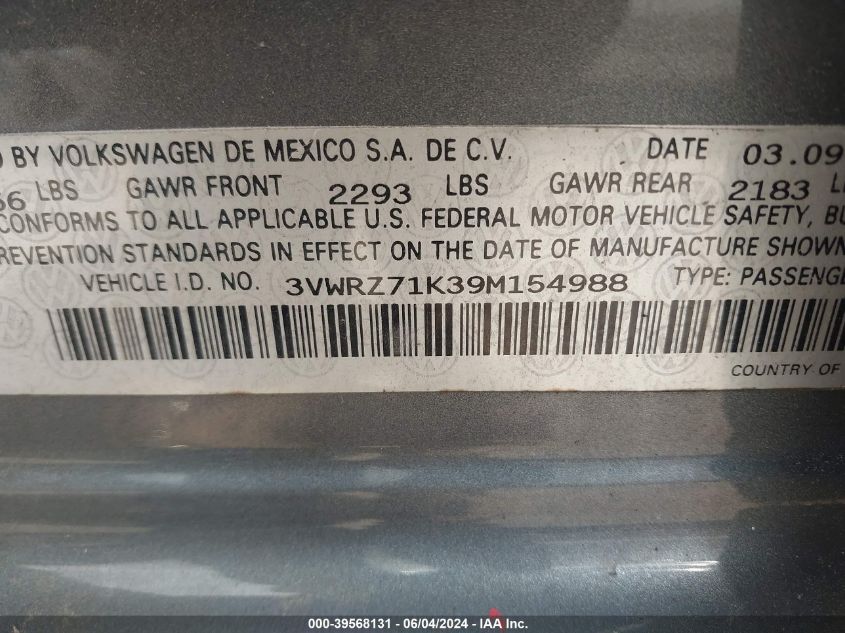 BY VOLKSWAGEN DE MEXICO S.A. DE C.V. DATE 03.09
LBS GAWR FRONT 2293 LBS GAWR REAR 2183
CONFORMS TO ALL APPLICABLE U.S. FEDERAL MOTOR VEHICLE SAFETY,
REVENTION STANDARDS IN EFFECT ON THE DATE OF MANUFACTURE SHOWN
VEHICLE I.D. NO. 3VWRZ71K39M154988 TYPE: PASSENGE
COUNTRY OF
000-39568131 - 06/04/2024 - IAA Inc.